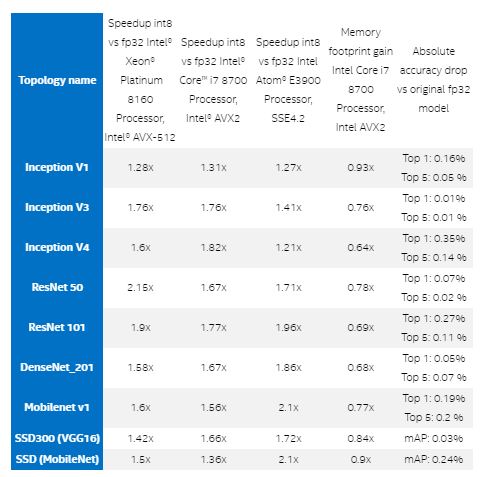 Topology name
Speedup int8
vs fp32 Intel®
Xeon®
Platinum
8160
Processor,
Intel® AVX-512
Speedup int8
vs fp32 Intel®
Core™ i7 8700
Processor,
Intel® AVX2
Speedup int8
vs fp32 Intel
Atom® E3900
Processor,
SSE4.2
Memory
footprint gain
Intel Core i7
8700
Processor,
Intel AVX2
Absolute
accuracy drop
vs original fp32
model
Inception V1 1.28x 1.31x 1.27x 0.93x Top 1: 0.16%
Top 5: 0.05 %
Inception V3 1.76x 1.76x 1.41x 0.76x Top 1: 0.01%
Top 5: 0.01 %
Inception V4 1.6x 1.82x 1.21x 0.64x Top 1: 0.35%
Top 5: 0.14 %
ResNet 50 2.15x 1.67x 1.71x 0.78x Top 1: 0.07%
Top 5: 0.02 %
ResNet 101 1.9x 1.77x 1.96x 0.69x Top 1: 0.27%
Top 5: 0.11 %
DenseNet_201 1.58x 1.67x 1.86x 0.68x Top 1: 0.05%
Top 5: 0.07 %
Mobilenet v1 1.6x 1.56x 2.1x 0.77x Top 1: 0.19%
Top 5: 0.2 %
SSD300 (VGG16) 1.42x 1.66x 1.72x 0.84x mAP: 0.03%
SSD (MobileNet) 1.5x 1.36x 2.1x 0.9x mAP: 0.24%